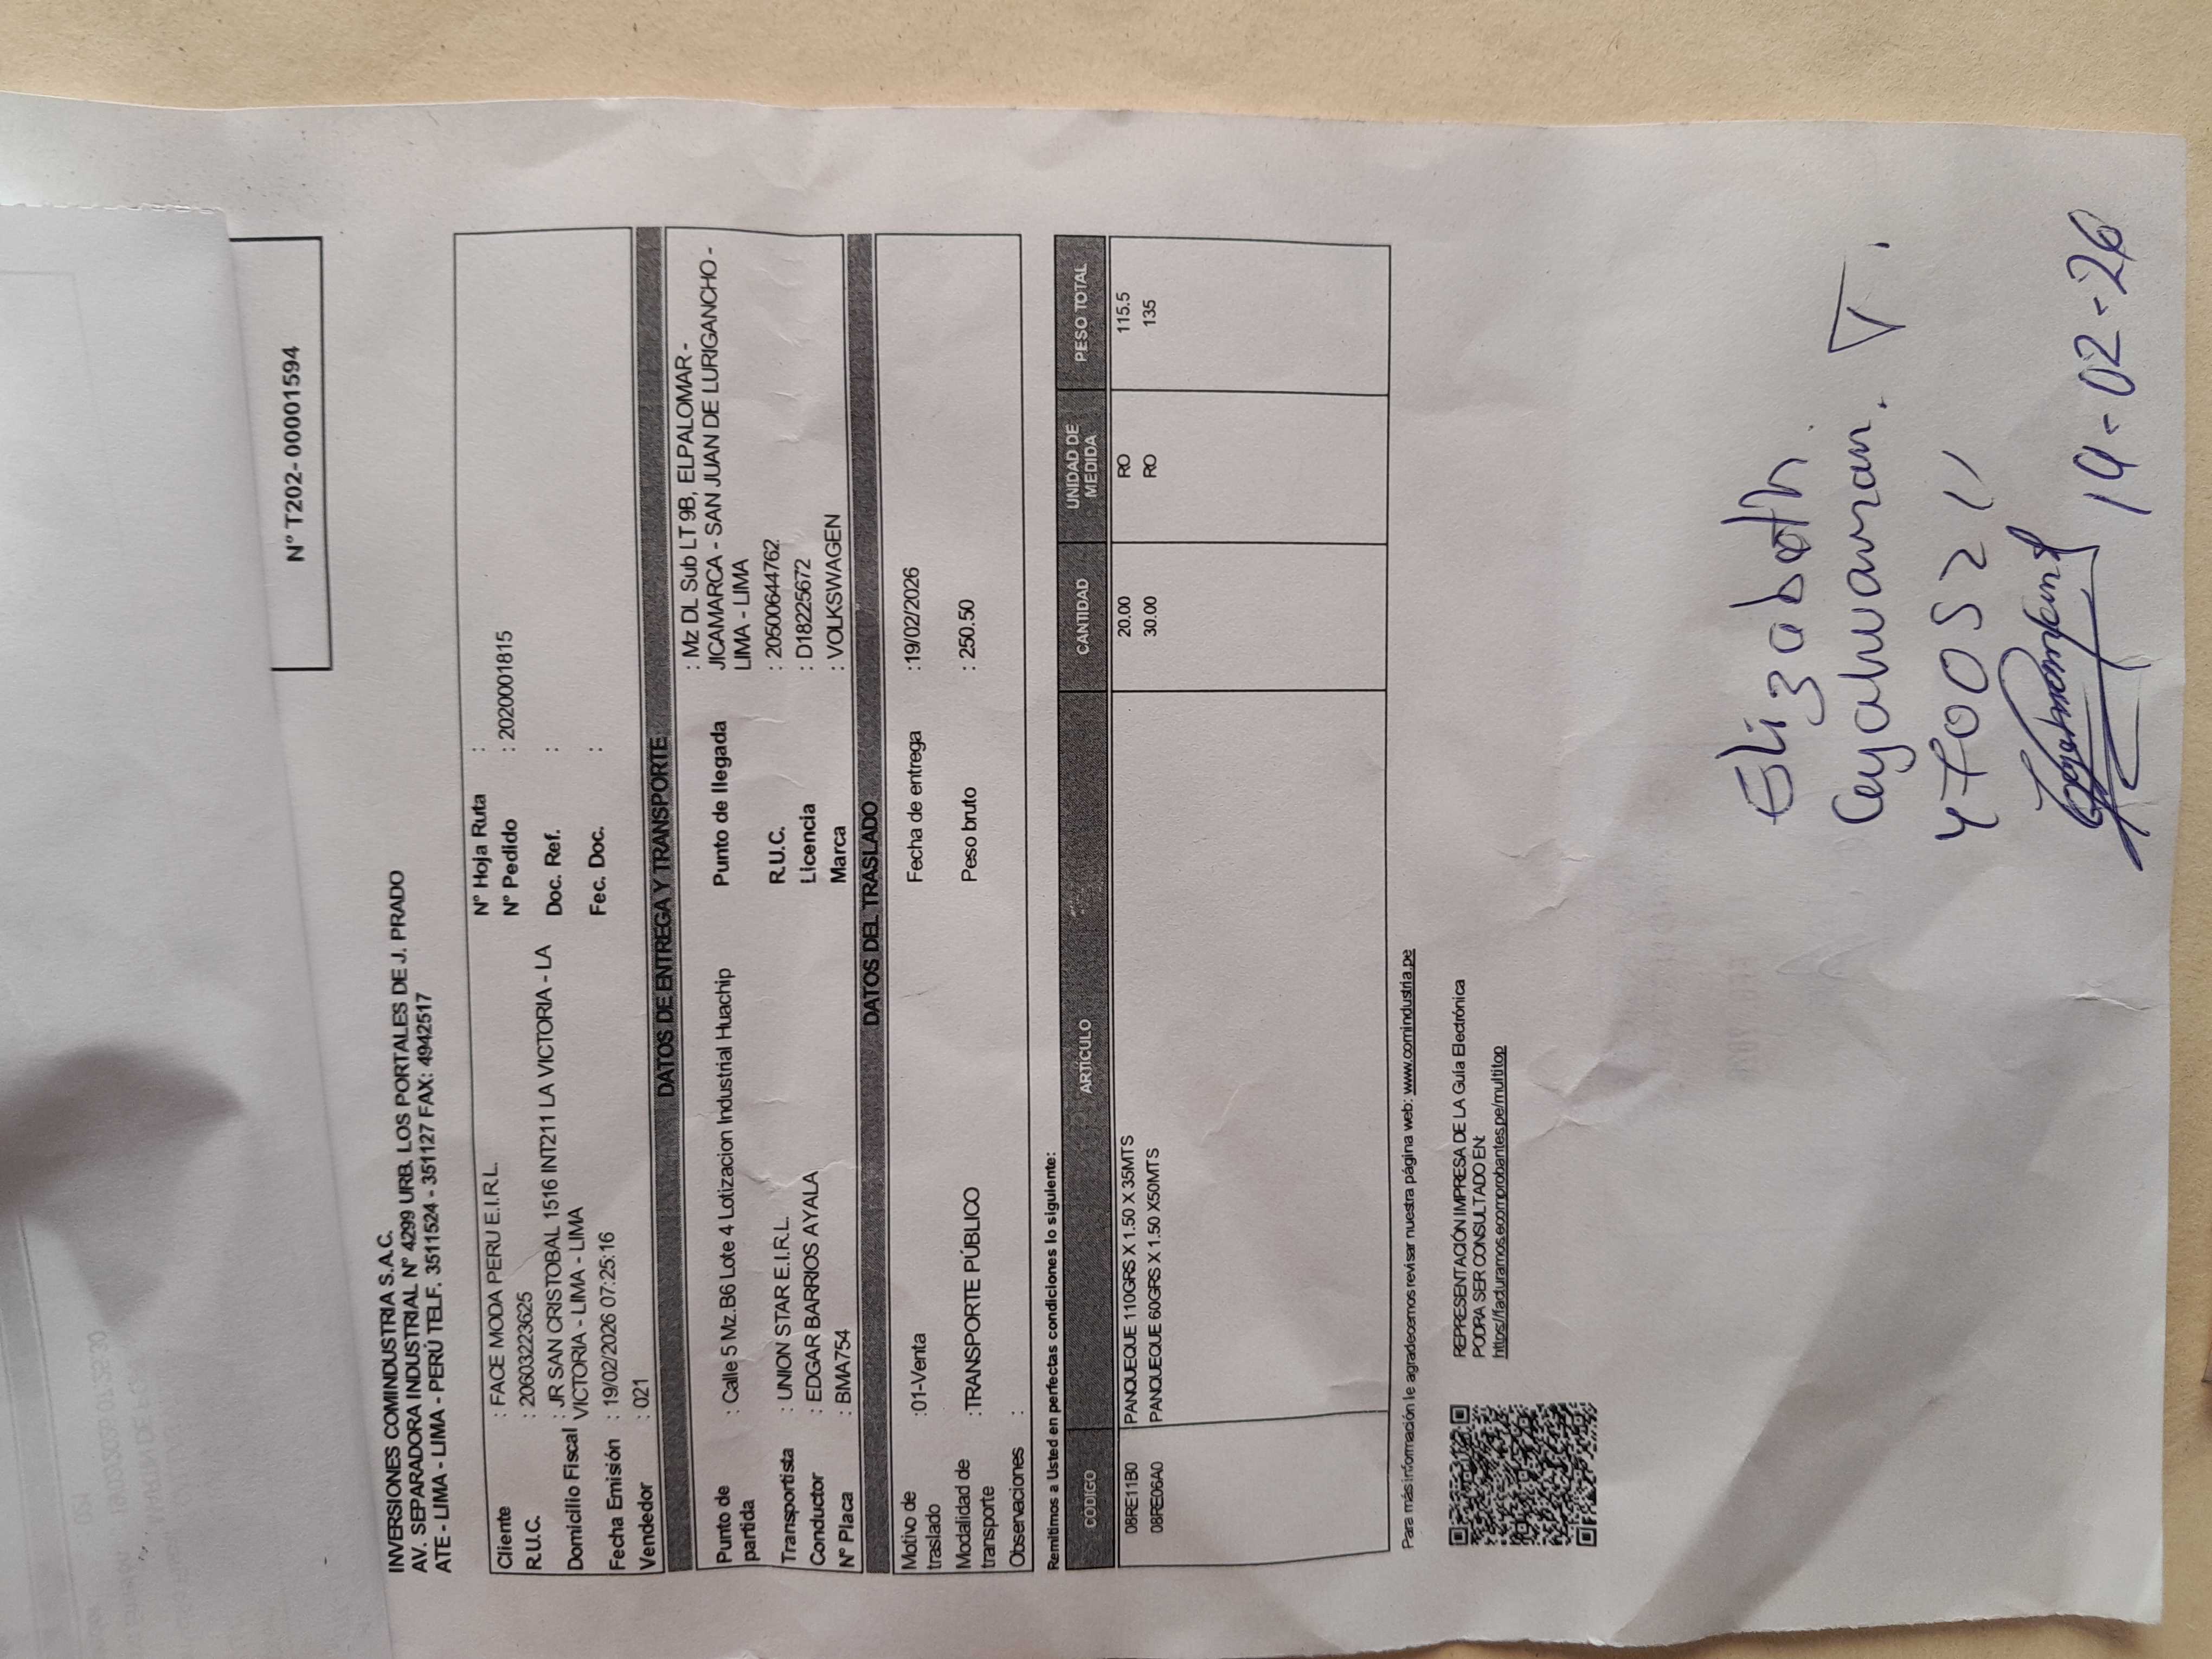 N° T202- 00001594
INVERSIONES COMINDUSTRIA S.A.C.
AV. SEPARADORA INDUSTRIAL N° 4299 URB. LOS PORTALES DE J. PRADO
ATE - LIMA - LIMA - PERÚ TELF. 3511524 - 351127 FAX: 4942517
Cliente : FACE MODA PERU E.I.R.L. N° Hoja Ruta :
R.U.C. : 20603223625 N° Pedido : 2020001815
Domicilio Fiscal : JR SAN CRISTOBAL 1516 INT211 LA VICTORIA - LA Doc. Ref. :
VICTORIA - LIMA - LIMA
Fecha Emisión : 19/02/2026 07:25:16 Fec. Doc. :
Vendedor : 021
DATOS DE ENTREGA Y TRANSPORTE
Punto de partida : Calle 5 Mz.B6 Lote 4 Lotizacion Industrial Huachip Punto de llegada : Mz DL Sub LT 9B, ELPALOMAR -
JICAMARCA - SAN JUAN DE LURIGANCHO -
LIMA - LIMA
Transportista : UNION STAR E.I.R.L. R.U.C. : 20500644762
Conductor : EDGAR BARRIOS AYALA Licencia : D18225672
N° Placa : BMA754 Marca : VOLKSWAGEN
DATOS DEL TRASLADO
Motivo de traslado :01-Venta Fecha de entrega :19/02/2026
Modalidad de transporte :TRANSPORTE PÚBLICO Peso bruto : 250.50
Observaciones :
Remitimos a Usted en perfectas condiciones lo siguiente:
CÓDIGO ARTÍCULO CANTIDAD UNIDAD DE MEDIDA PESO TOTAL
08RE11B0 PANQUEQUE 110GRS X 1.50 X 35MTS 20.00 RO 115.5
08RE06A0 PANQUEQUE 60GRS X 1.50 X50MTS 30.00 RO 135
Para más información le agradecemos revisar nuestra página web: www.comindustria.pe
REPRESENTACIÓN IMPRESA DE LA Guía Electrónica
PODRA SER CONSULTADO EN:
https://facturamos.ecomprobantes.pe/multitop
Elizabeth
47005211
19-02-26